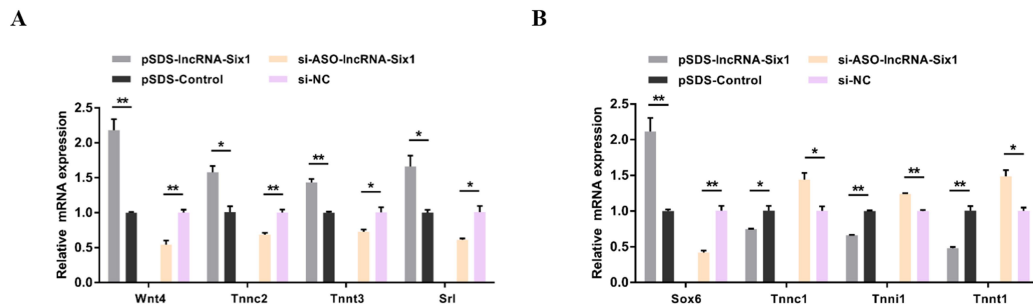 A
pSDS-lncRNA-Six1
si-ASO-lncRNA-Six1
pSDS-Control
si-NC
Relative mRNA expression
2.5
2.0
1.5
1.0
0.5
0.0
**
**
*
**
**
*
*
*
Wnt4
Tnnc2
Tnnt3
Srl
B
pSDS-lncRNA-Six1
si-ASO-lncRNA-Six1
pSDS-Control
si-NC
Relative mRNA expression
2.5
2.0
1.5
1.0
0.5
0.0
**
**
*
*
**
**
**
*
Sox6
Tnnc1
Tnni1
Tnnt1